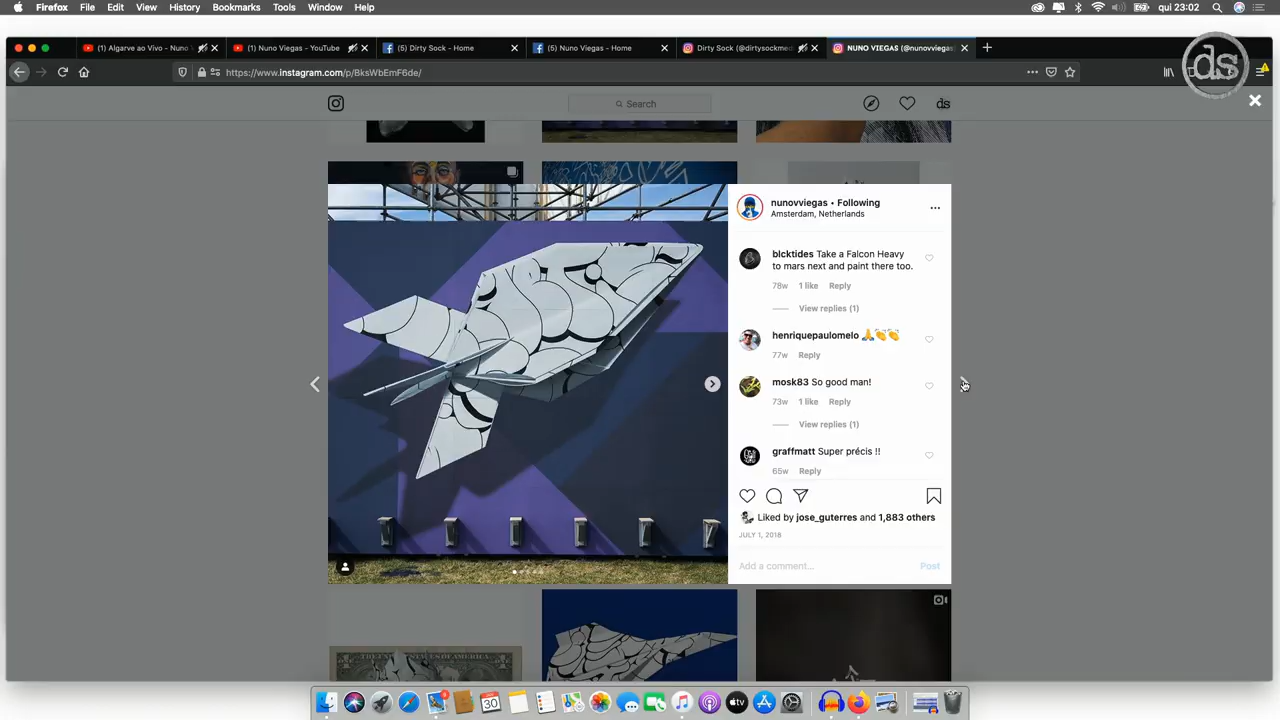 Firefox File Edit View History Bookmarks Tools Window Help qui 23:02
(1) Algarve ao Vivo - Nuno (1) Nuno Viegas - YouTube (5) Dirty Sock - Home (5) Nuno Viegas - Home Dirty Sock (@dirtysockmed NUNO VIEGAS (@nunovviegas
https://www.instagram.com/p/BksWbEmF6de/
ds
Search
ds
nunovviegas • Following
Amsterdam, Netherlands
blcktides Take a Falcon Heavy
to mars next and paint there too.
78w 1 like Reply
View replies (1)
henriquepaulomelo 🙏👏👏
77w Reply
mosk83 So good man!
73w 1 like Reply
View replies (1)
graffmatt Super précis !!
65w Reply
Liked by jose_guterres and 1,883 others
JULY 1, 2018
Add a comment... Post
30
tv